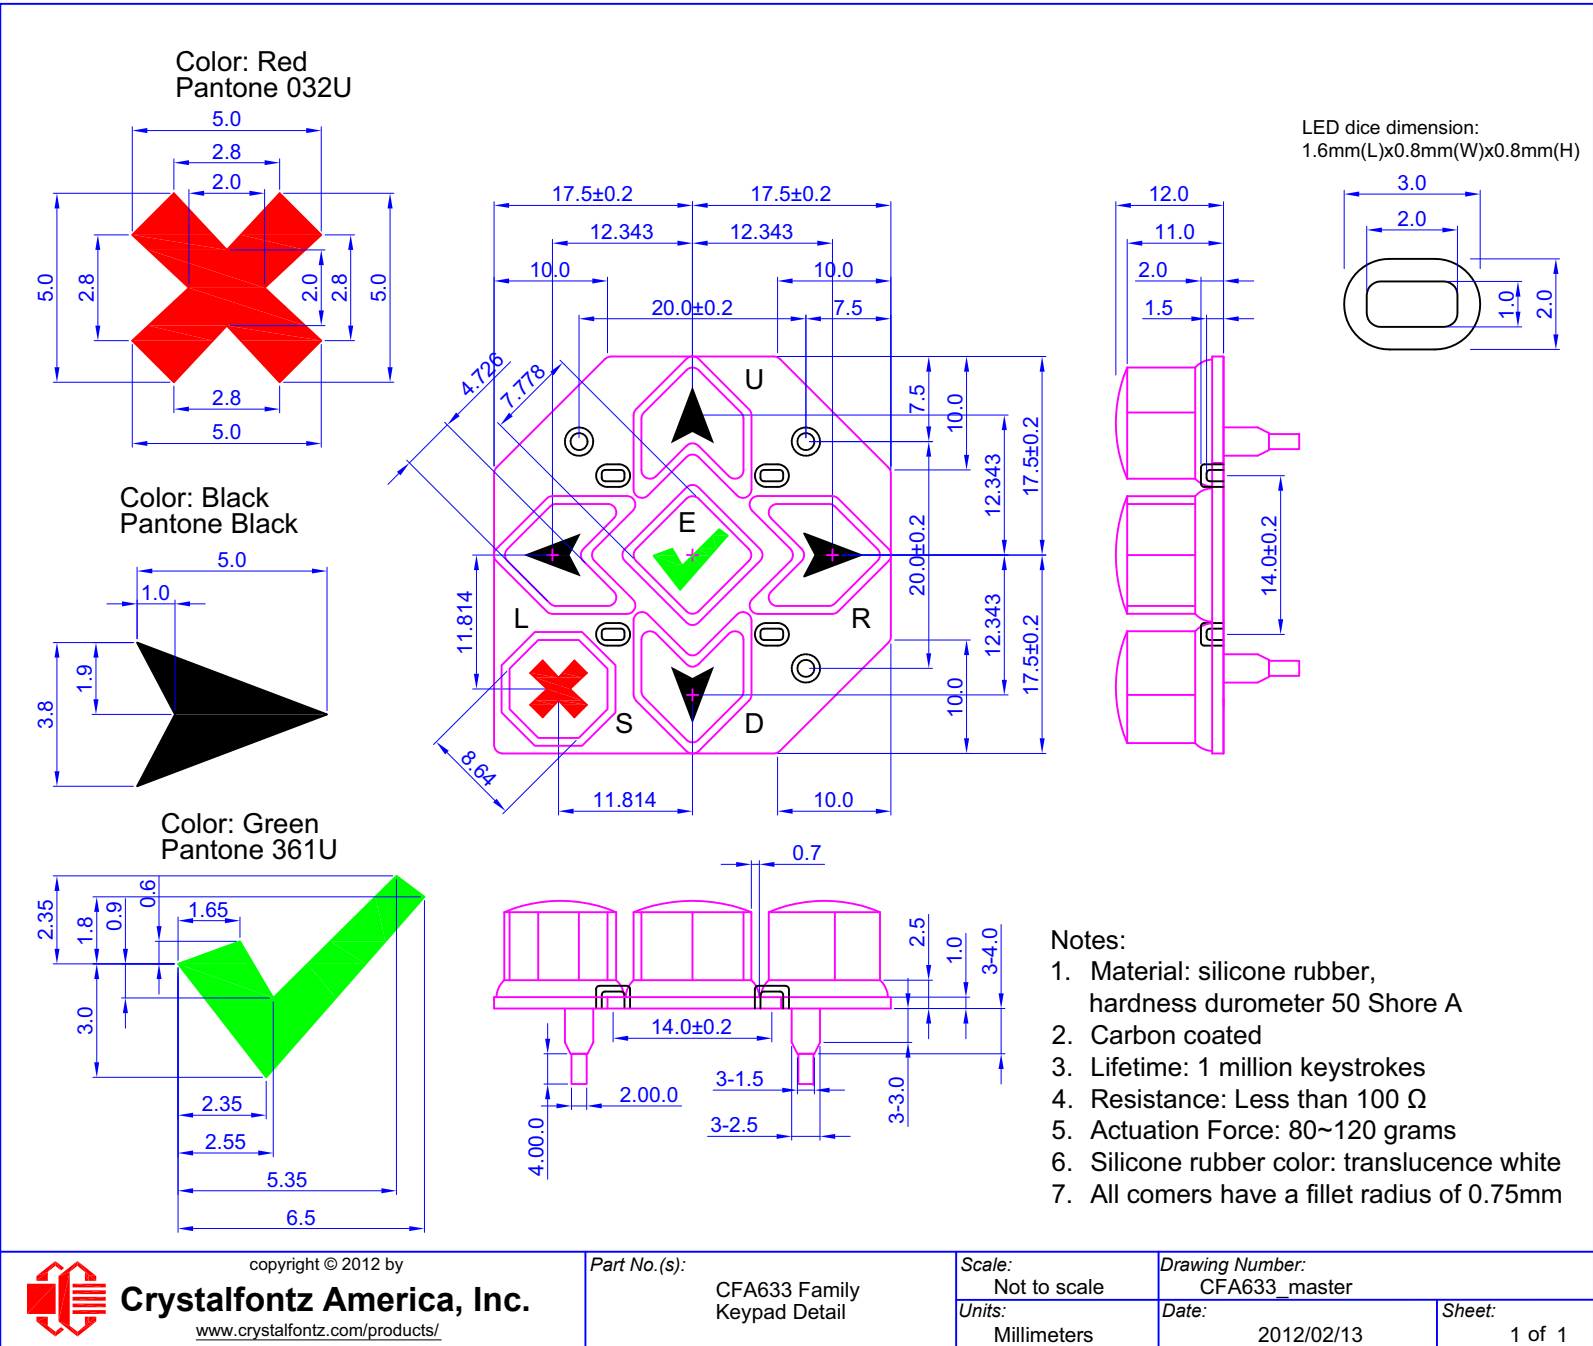 Color: Red
Pantone 032U
5.0
2.8
2.0
5.0
2.8
2.0
2.8
5.0
2.8
5.0
LED dice dimension:
1.6mm(L)x0.8mm(W)x0.8mm(H)
3.0
2.0
1.0
2.0
17.5±0.2
17.5±0.2
12.343
12.343
10.0
10.0
20.0±0.2
7.5
4.726
7.778
U
7.5
10.0
12.343
17.5±0.2
E
20.0±0.2
L
R
11.814
12.343
17.5±0.2
10.0
S
D
8.64
11.814
10.0
12.0
11.0
2.0
1.5
14.0±0.2
Color: Black
Pantone Black
5.0
1.0
1.9
3.8
Color: Green
Pantone 361U
2.35
1.8
0.9
0.6
1.65
3.0
2.35
2.55
5.35
6.5
0.7
2.5
1.0
3-4.0
14.0±0.2
3-1.5
2.00.0
3-3.0
3-2.5
4.00.0
Notes:
1. Material: silicone rubber,
hardness durometer 50 Shore A
2. Carbon coated
3. Lifetime: 1 million keystrokes
4. Resistance: Less than 100 Ω
5. Actuation Force: 80~120 grams
6. Silicone rubber color: translucence white
7. All comers have a fillet radius of 0.75mm
copyright © 2012 by
Crystalfontz America, Inc.
www.crystalfontz.com/products/
Part No.(s):
CFA633 Family
Keypad Detail
Scale:
Not to scale
Drawing Number:
CFA633_master
Units:
Millimeters
Date:
2012/02/13
Sheet:
1 of 1